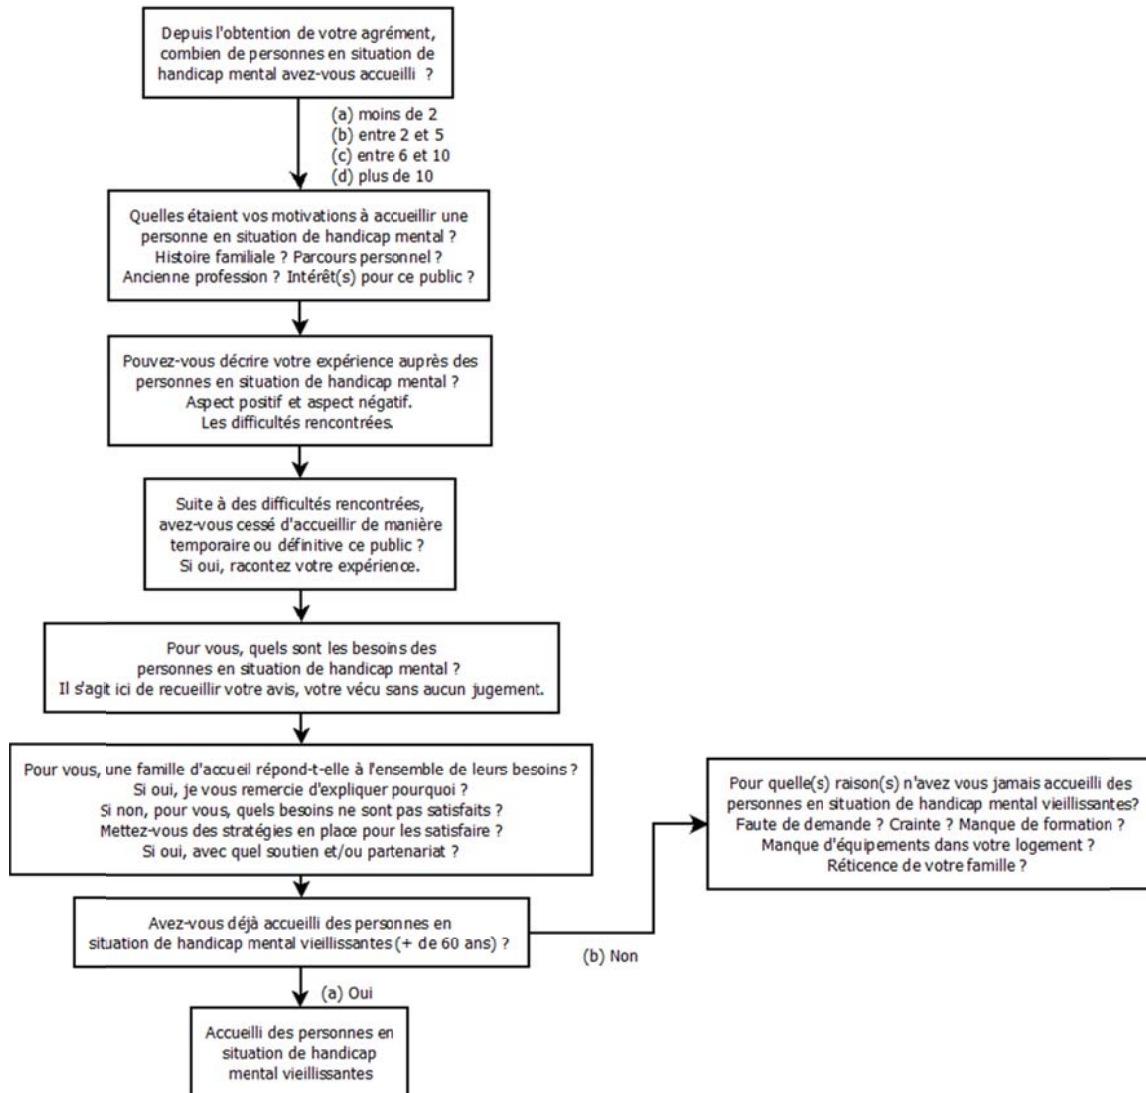 Depuis l'obtention de votre agrément,
combien de personnes en situation de
handicap mental avez-vous accueilli ?
(a) moins de 2
(b) entre 2 et 5
(c) entre 6 et 10
(d) plus de 10
Quelles étaient vos motivations à accueillir une
personne en situation de handicap mental ?
Histoire familiale ? Parcours personnel ?
Ancienne profession ? Intérêt(s) pour ce public ?
Pouvez-vous décrire votre expérience auprès des
personnes en situation de handicap mental ?
Aspect positif et aspect négatif.
Les difficultés rencontrées.
Suite à des difficultés rencontrées,
avez-vous cessé d'accueillir de manière
temporaire ou définitive ce public ?
Si oui, racontez votre expérience.
Pour vous, quels sont les besoins des
personnes en situation de handicap mental ?
Il s'agit ici de recueillir votre avis, votre vécu sans aucun jugement.
Pour vous, une famille d'accueil répond-t-elle à l'ensemble de leurs besoins ?
Si oui, je vous remercie d'expliquer pourquoi ?
Si non, pour vous, quels besoins ne sont pas satisfaits ?
Mettez-vous des stratégies en place pour les satisfaire ?
Si oui, avec quel soutien et/ou partenariat ?
Pour quelle(s) raison(s) n'avez vous jamais accueilli des
personnes en situation de handicap mental vieillissantes?
Faute de demande ? Crainte ? Manque de formation ?
Manque d'équipements dans votre logement ?
Réticence de votre famille ?
Avez-vous déjà accueilli des personnes en
situation de handicap mental vieillissantes (+ de 60 ans) ?
(b) Non
(a) Oui
Accueilli des personnes en
situation de handicap
mental vieillissantes